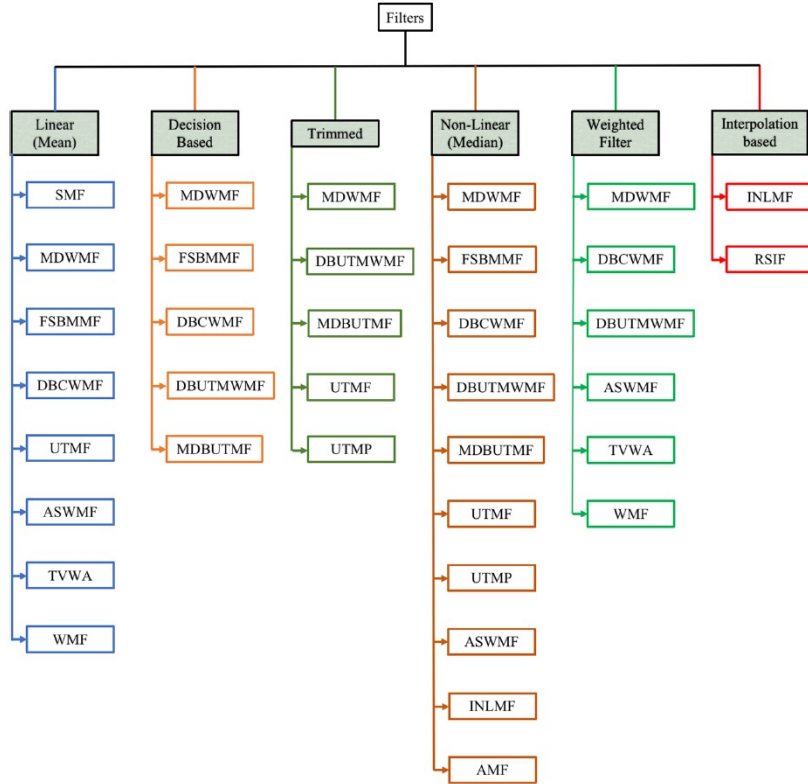 Filters
Linear
(Mean)
SMF
MDWMF
FSBMMF
DBCWMF
UTMF
ASWMF
TVWA
WMF
Decision
Based
MDWMF
FSBMMF
DBCWMF
DBUTMWMF
MDBUTMF
Trimmed
MDWMF
DBUTMWMF
MDBUTMF
UTMF
UTMP
Non-Linear
(Median)
MDWMF
FSBMMF
DBCWMF
DBUTMWMF
MDBUTMF
UTMF
UTMP
ASWMF
INLMF
AMF
Weighted
Filter
MDWMF
DBCWMF
DBUTMWMF
ASWMF
TVWA
WMF
Interpolation
based
INLMF
RSIF